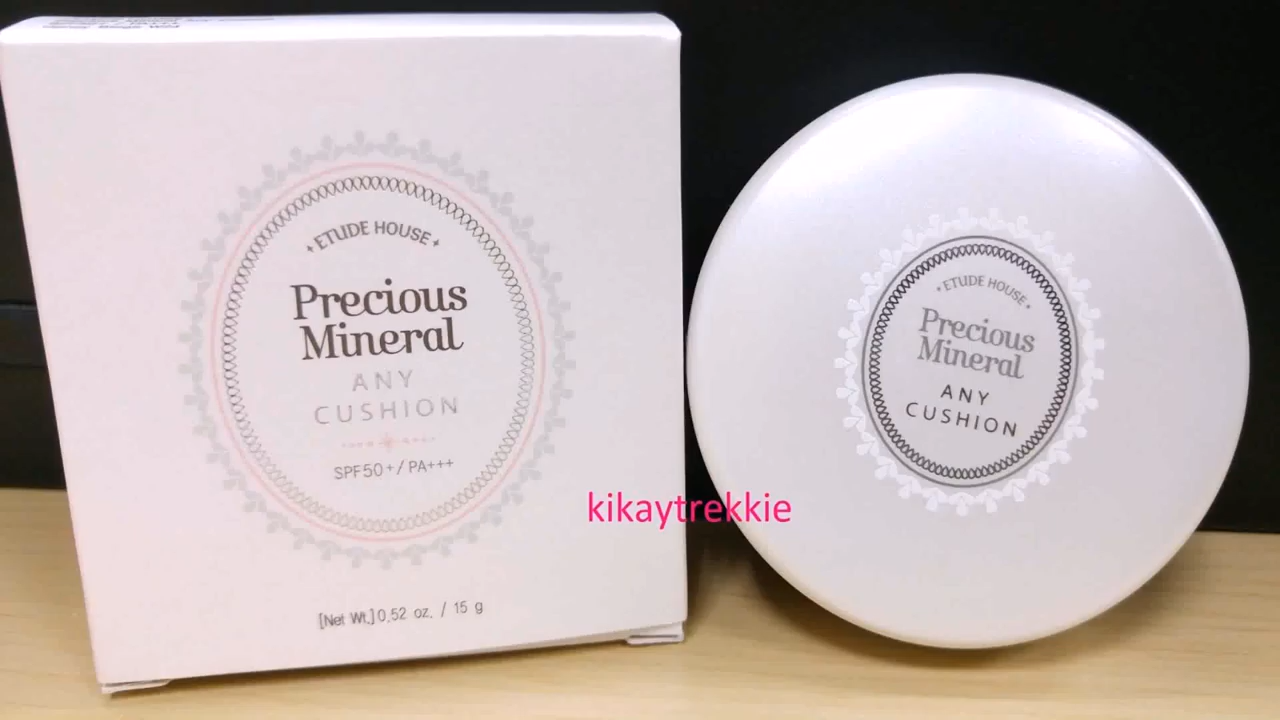 ETUDE HOUSE
Precious
Mineral
ANY
CUSHION
SPF50+/PA+++
[Net Wt.]0.52 oz. / 15 g
ETUDE HOUSE
Precious
Mineral
ANY
CUSHION
kikaytrekkie